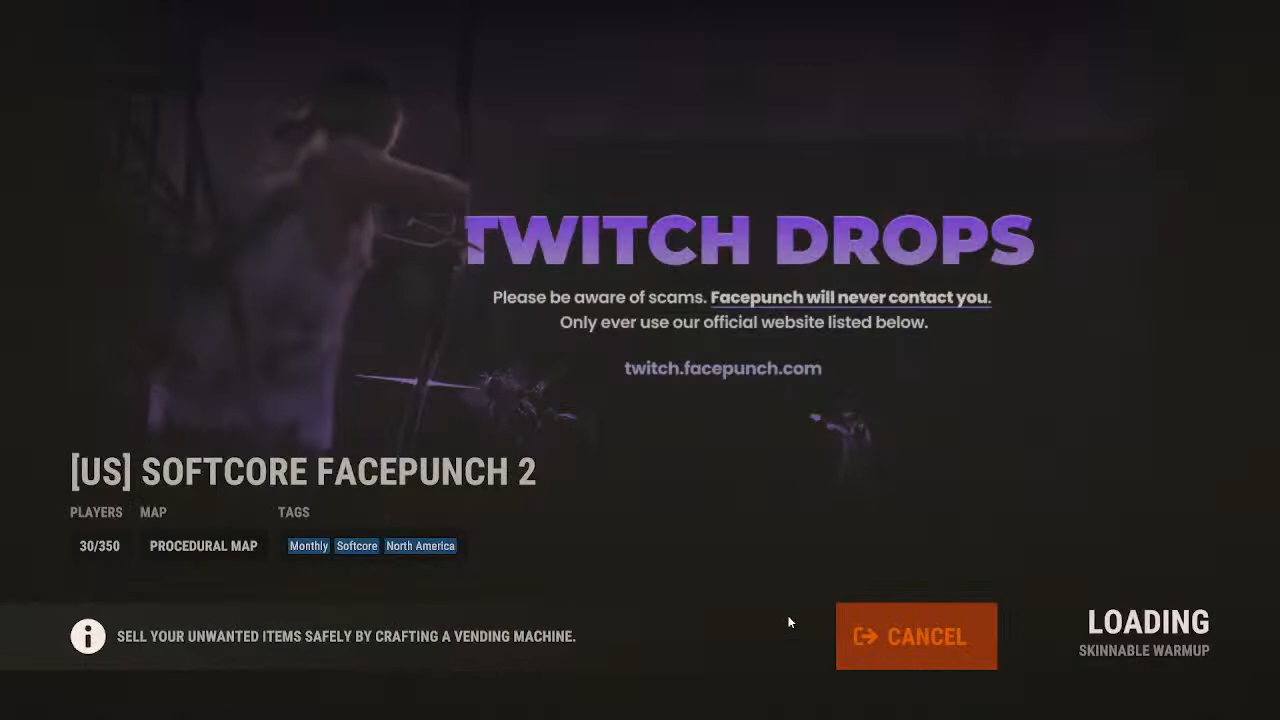 TWITCH DROPS
Please be aware of scams. Facepunch will never contact you.
Only ever use our official website listed below.
twitch.facepunch.com
[US] SOFTCORE FACEPUNCH 2
PLAYERS MAP TAGS
30/350 PROCEDURAL MAP Monthly Softcore North America
SELL YOUR UNWANTED ITEMS SAFELY BY CRAFTING A VENDING MACHINE.
CANCEL
LOADING
SKINNABLE WARMUP